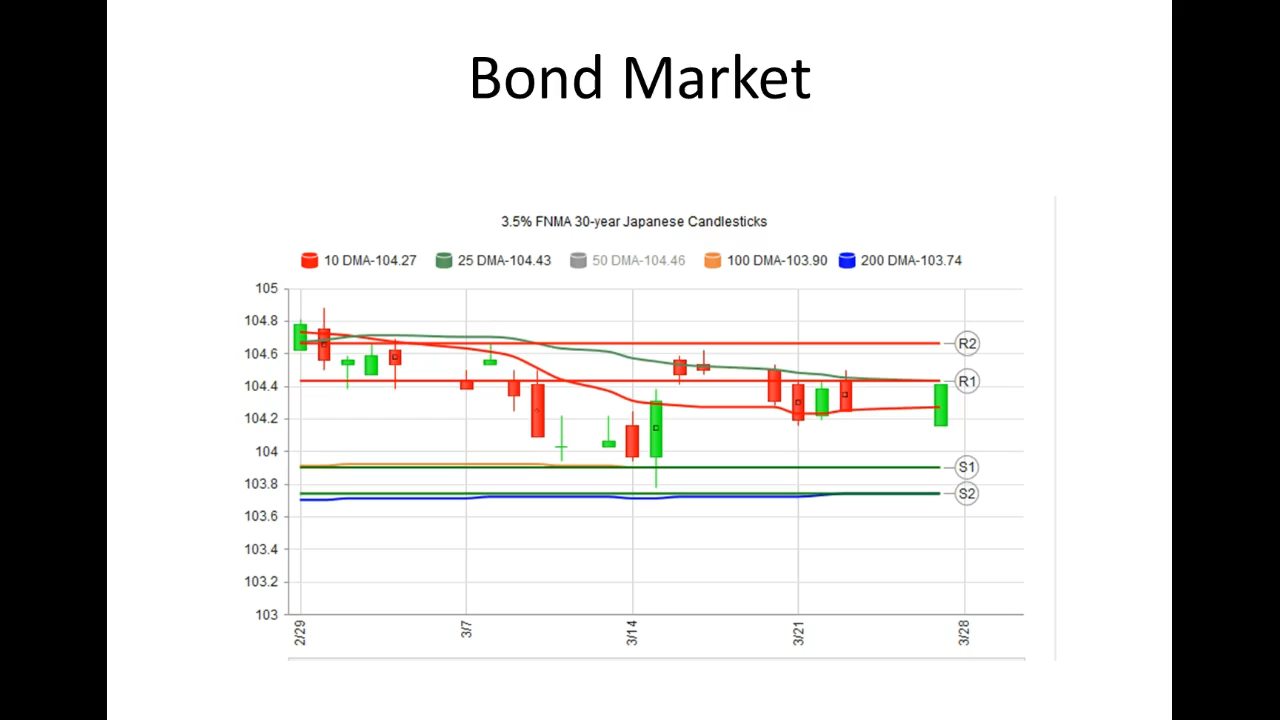 Bond Market
3.5% FNMA 30-year Japanese Candlesticks
10 DMA-104.27 25 DMA-104.43 50 DMA-104.46 100 DMA-103.90 200 DMA-103.74
105
104.8
104.6
104.4
104.2
104
103.8
103.6
103.4
103.2
103
R2
R1
S1
S2
2/29 3/7 3/14 3/21 3/28